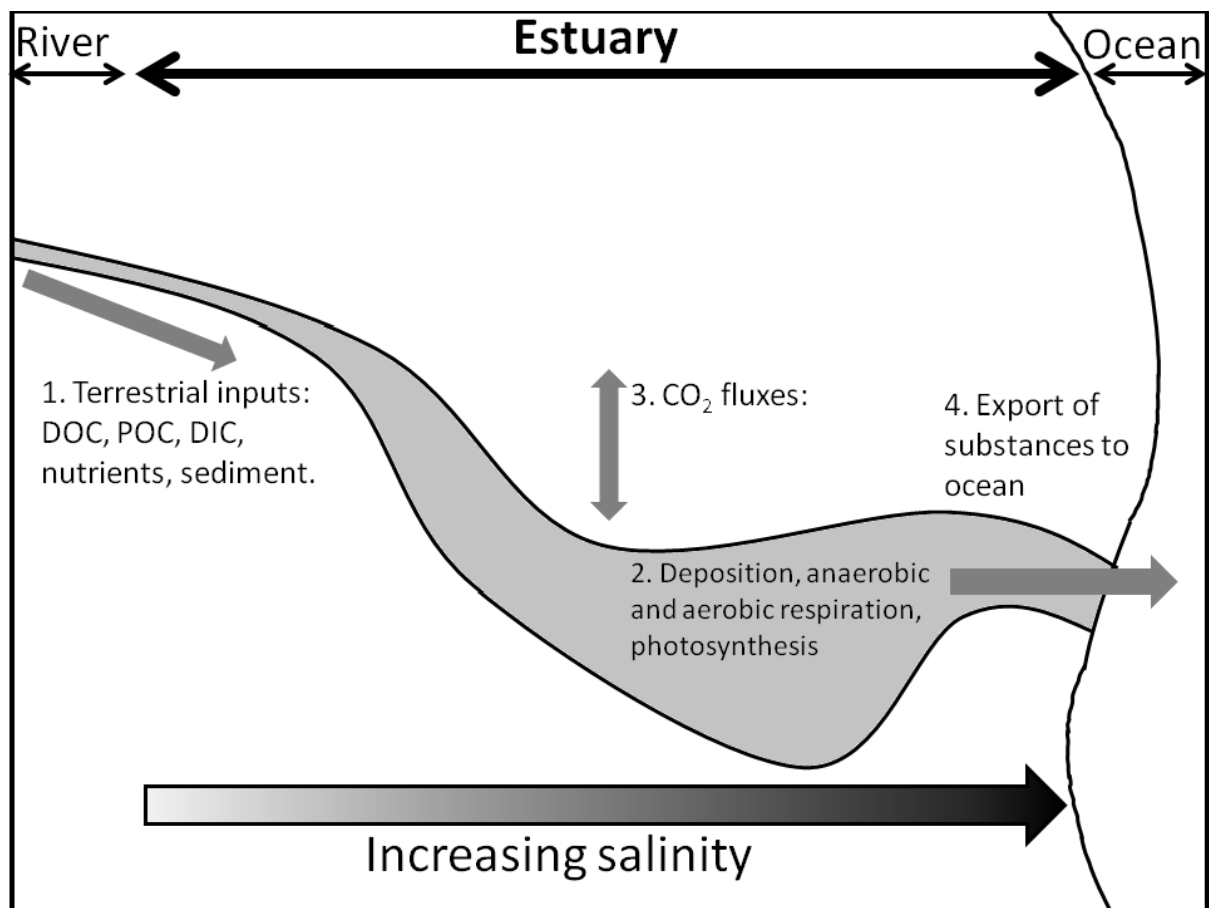 River
Estuary
Ocean
1. Terrestrial inputs:
DOC, POC, DIC,
nutrients, sediment.
3. CO₂ fluxes:
4. Export of
substances to
ocean
2. Deposition, anaerobic
and aerobic respiration,
photosynthesis
Increasing salinity